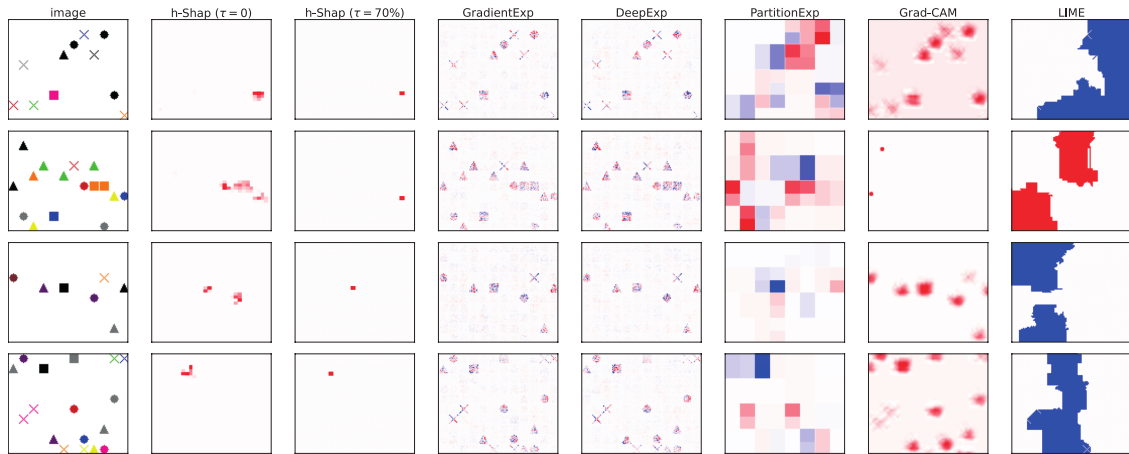 image h-Shap (τ = 0) h-Shap (τ = 70%) GradientExp DeepExp PartitionExp Grad-CAM LIME